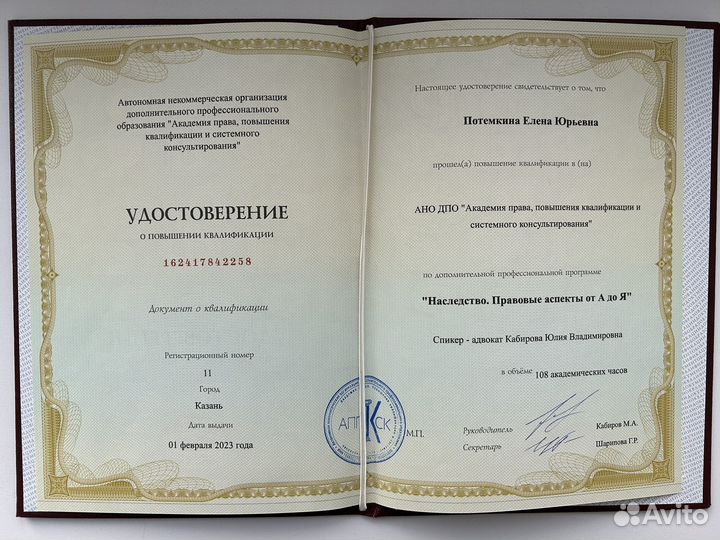 Автономная некоммерческая организация
дополнительного профессионального
образования "Академия права, повышения
квалификации и системного
консультирования"
УДОСТОВЕРЕНИЕ
О ПОВЫШЕНИИ КВАЛИФИКАЦИИ
162417842258
Документ о квалификации
Регистрационный номер
11
Город
Казань
Дата выдачи
01 февраля 2023 года
Настоящее удостоверение свидетельствует о том, что
Потемкина Елена Юрьевна
прошел(а) повышение квалификации в (на)
АНО ДПО "Академия права, повышения квалификации и
системного консультирования"
по дополнительной профессиональной программе
"Наследство. Правовые аспекты от А до Я"
Спикер - адвокат Кабирова Юлия Владимировна
в объёме 108 академических часов
М.П.
Руководитель Кабиров М.А.
Секретарь Шарипова Г.Р.
Avito